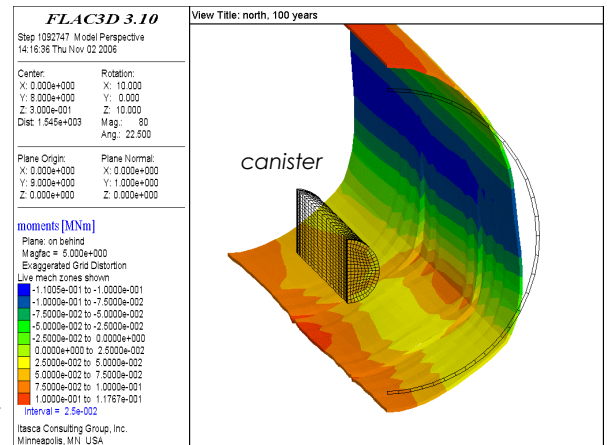 FLAC3D 3.10
Step 1092747  Model Perspective
14:16:36 Thu Nov 02 2006
Center:
X: 0.000e+000
Y: 8.000e+000
Z: 3.000e-001
Dist: 1.545e+003
Rotation:
X: 10.000
Y: 0.000
Z: 10.000
Mag.: 80
Ang.: 22.500
Plane Origin:
X: 0.000e+000
Y: 9.000e+000
Z: 0.000e+000
Plane Normal:
X: 0.000e+000
Y: 1.000e+000
Z: 0.000e+000
moments [MNm]
Plane: on behind
Magfac = 5.000e+000
Exaggerated Grid Distortion
Live mech zones shown
-1.1005e-001 to -1.0000e-001
-1.0000e-001 to -7.5000e-002
-7.5000e-002 to -5.0000e-002
-5.0000e-002 to -2.5000e-002
-2.5000e-002 to 0.0000e+000
0.0000e+000 to 2.5000e-002
2.5000e-002 to 5.0000e-002
5.0000e-002 to 7.5000e-002
7.5000e-002 to 1.0000e-001
1.0000e-001 to 1.1767e-001
Interval = 2.5e-002
Itasca Consulting Group, Inc.
Minneapolis, MN USA
View Title: north, 100 years
canister